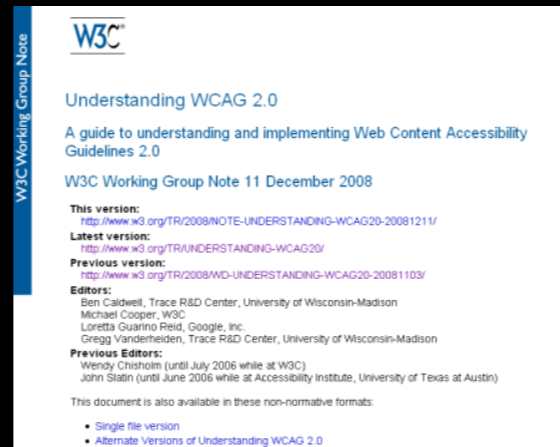 W3C Working Group Note
W3C®
Understanding WCAG 2.0
A guide to understanding and implementing Web Content Accessibility
Guidelines 2.0
W3C Working Group Note 11 December 2008
This version:
http://www.w3.org/TR/2008/NOTE-UNDERSTANDING-WCAG20-20081211/
Latest version:
http://www.w3.org/TR/UNDERSTANDING-WCAG20/
Previous version:
http://www.w3.org/TR/2008/WD-UNDERSTANDING-WCAG20-20081103/
Editors:
Ben Caldwell, Trace R&D Center, University of Wisconsin-Madison
Michael Cooper, W3C
Loretta Guarino Reid, Google, Inc.
Gregg Vanderheiden, Trace R&D Center, University of Wisconsin-Madison
Previous Editors:
Wendy Chisholm (until July 2006 while at W3C)
John Slatin (until June 2006 while at Accessibility Institute, University of Texas at Austin)
This document is also available in these non-normative formats:
• Single file version
• Alternate Versions of Understanding WCAG 2.0